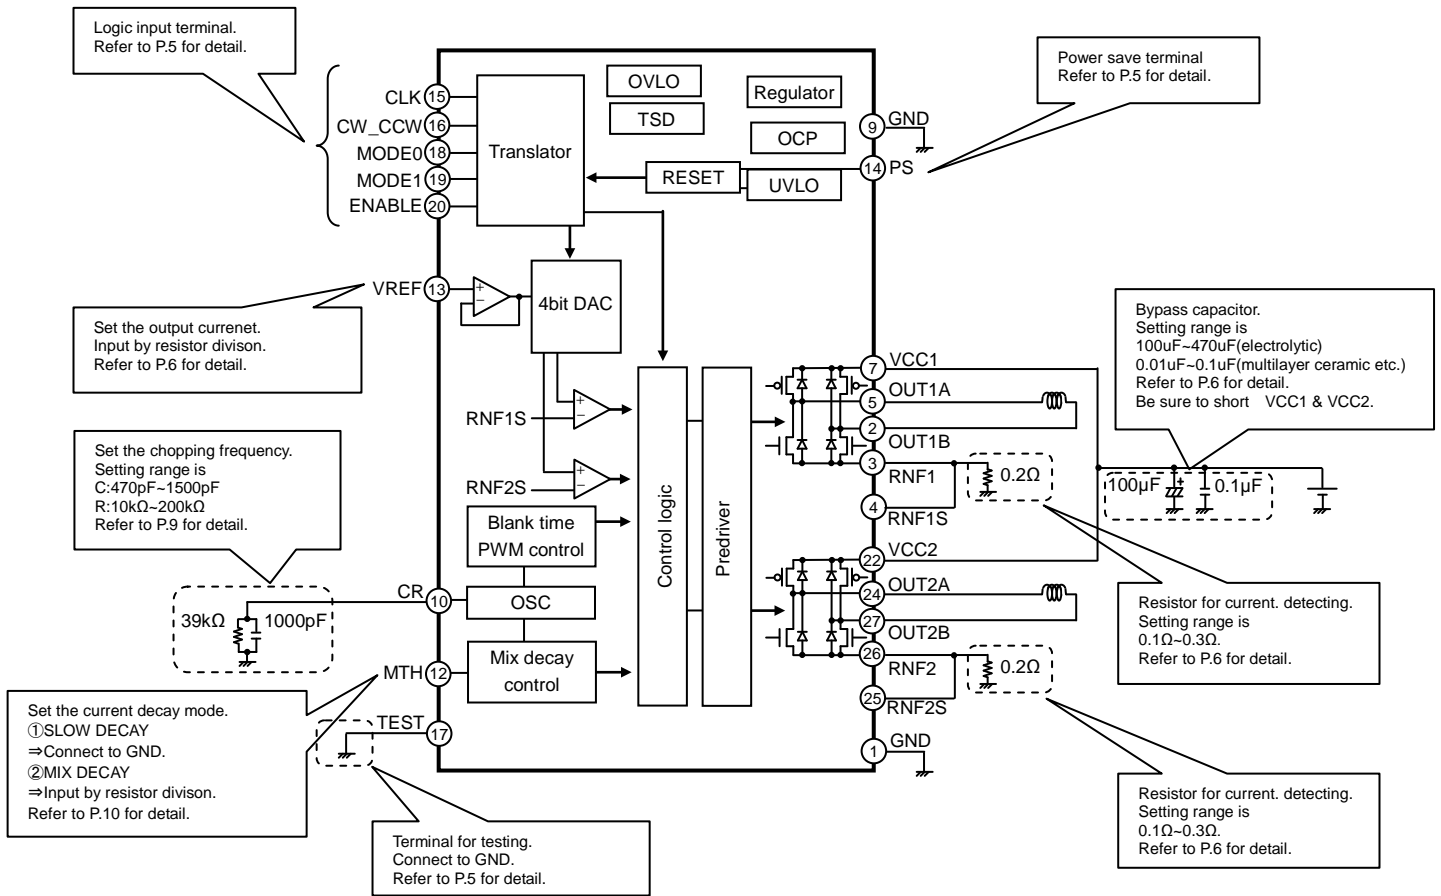 Logic input terminal.
Refer to P.5 for detail.
Power save terminal
Refer to P.5 for detail.
CLK 15
CW_CCW 16
MODE0 18
MODE1 19
ENABLE 20
Translator
OVLO
TSD
Regulator
OCP
RESET
UVLO
9 GND
14 PS
VREF 13
+
−
4bit DAC
Set the output currenet.
Input by resistor divison.
Refer to P.6 for detail.
Bypass capacitor.
Setting range is
100uF~470uF(electrolytic)
0.01uF~0.1uF(multilayer ceramic etc.)
Refer to P.6 for detail.
Be sure to short VCC1 & VCC2.
RNF1S
+
−
RNF2S
+
−
Control logic
Predriver
7 VCC1
5 OUT1A
2
OUT1B
3
RNF1
4
RNF1S
0.2Ω
100µF
+
0.1µF
Set the chopping frequency.
Setting range is
C:470pF~1500pF
R:10kΩ~200kΩ
Refer to P.9 for detail.
Blank time
PWM control
OSC
Mix decay
control
CR 10
39kΩ
1000pF
MTH 12
TEST
17
22 VCC2
24 OUT2A
27
OUT2B
26
RNF2
25
RNF2S
0.2Ω
1 GND
Resistor for current. detecting.
Setting range is
0.1Ω~0.3Ω.
Refer to P.6 for detail.
Set the current decay mode.
①SLOW DECAY
⇒Connect to GND.
②MIX DECAY
⇒Input by resistor divison.
Refer to P.10 for detail.
Terminal for testing.
Connect to GND.
Refer to P.5 for detail.
Resistor for current. detecting.
Setting range is
0.1Ω~0.3Ω.
Refer to P.6 for detail.